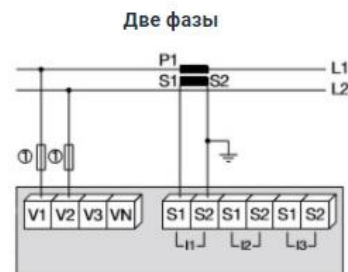 Две фазы
P1 L1
S1 S2 L2
① ①
V1 V2 V3 VN S1 S2 S1 S2 S1 S2
I1 I2 I3